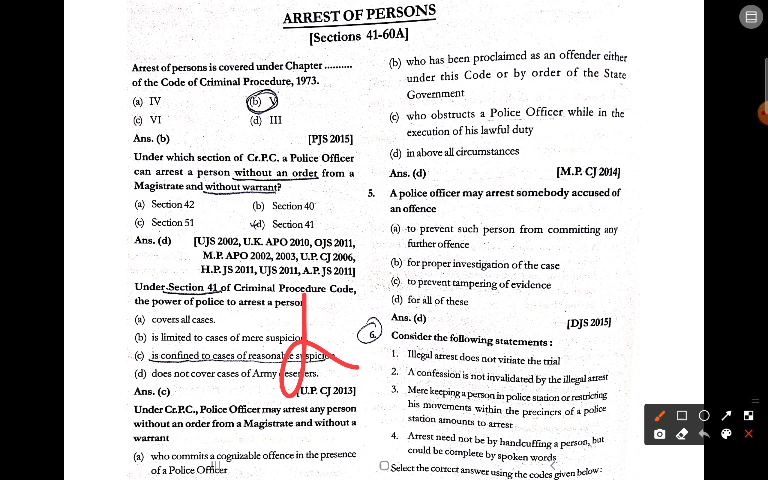 ARREST OF PERSONS
[Sections 41-60A]
Arrest of persons is covered under Chapter ..........
of the Code of Criminal Procedure, 1973.
(a) IV
(b) V
(c) VI
(d) III
Ans. (b) [PJS 2015]
Under which section of Cr.P.C. a Police Officer
can arrest a person without an order from a
Magistrate and without warrant?
(a) Section 42
(b) Section 40
(c) Section 51
(d) Section 41
Ans. (d) [UJS 2002, U.K. APO 2010, OJS 2011,
M.P. APO 2002, 2003, U.P. CJ 2006,
H.P. JS 2011, UJS 2011, A.P. JS 2011]
Under Section 41 of Criminal Procedure Code,
the power of police to arrest a person
(a) covers all cases.
(b) is limited to cases of mere suspicion
(c) is confined to cases of reasonable suspicion
(d) does not cover cases of Army deserters.
Ans. (c) [U.P. CJ 2013]
Under Cr.P.C., Police Officer may arrest any person
without an order from a Magistrate and without a
warrant
(a) who commits a cognizable offence in the presence
of a Police Officer
(b) who has been proclaimed as an offender either
under this Code or by order of the State
Government
(c) who obstructs a Police Officer while in the
execution of his lawful duty
(d) in above all circumstances
Ans. (d) [M.P. CJ 2014]
5. A police officer may arrest somebody accused of
an offence
(a) to prevent such person from committing any
further offence
(b) for proper investigation of the case
(c) to prevent tampering of evidence
(d) for all of these
Ans. (d) [DJS 2015]
6. Consider the following statements :
1. Illegal arrest does not vitiate the trial
2. A confession is not invalidated by the illegal arrest
3. Mere keeping a person in police station or restricting
his movements within the precincts of a police
station amounts to arrest
4. Arrest need not be by handcuffing a person, but
could be complete by spoken words
Select the correct answer using the codes given below: